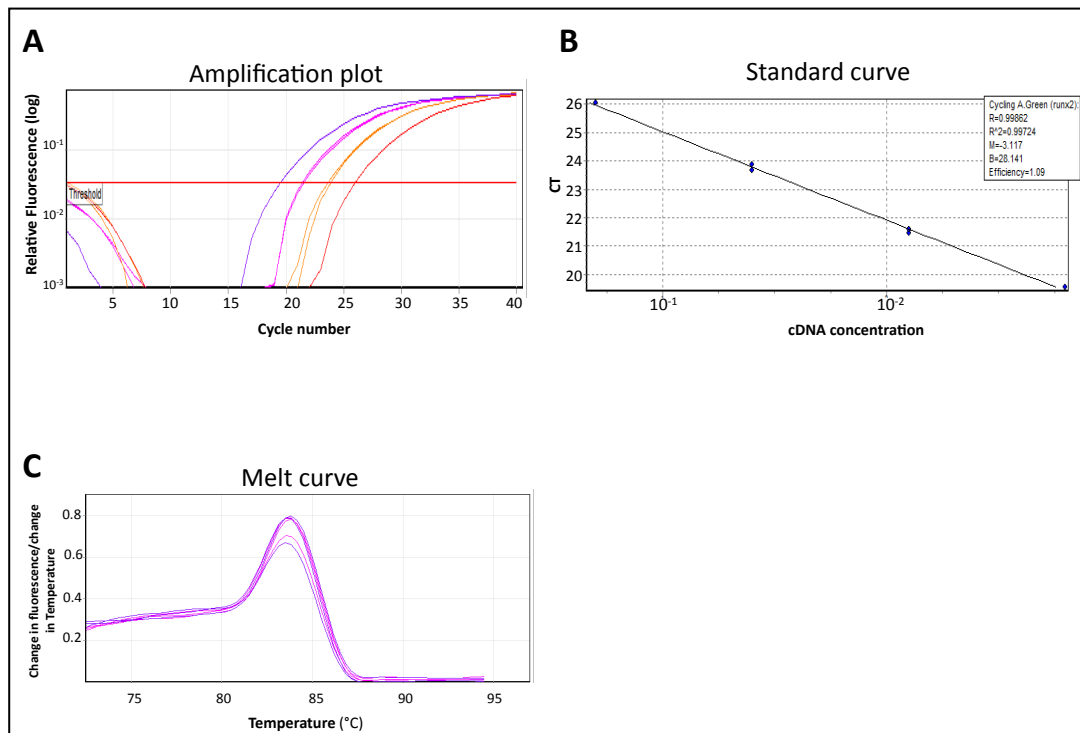 A
Amplification plot
Relative Fluorescence (log)
10-1
10-2
10-3
Threshold
5
10
15
20
25
30
35
40
Cycle number
B
Standard curve
CT
26
25
24
23
22
21
20
10-1
10-2
cDNA concentration
Cycling A.Green (runx2):
R=0.99862
R^2=0.99724
M=-3.117
B=28.141
Efficiency=1.09
C
Melt curve
Change in fluorescence/change
in Temperature
0.8
0.6
0.4
0.2
75
80
85
90
95
Temperature (°C)